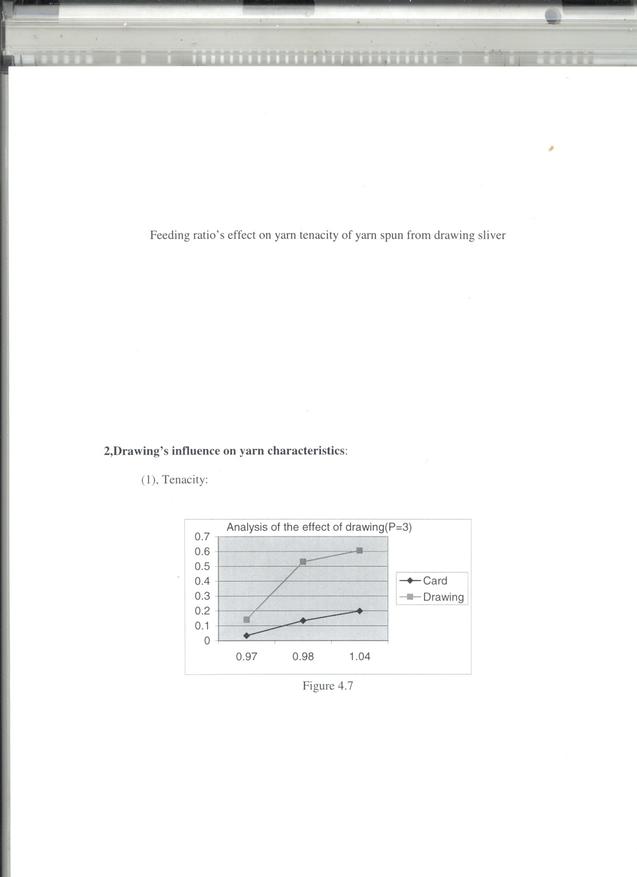 Feeding ratio's effect on yarn tenacity of yarn spun from drawing sliver
2,Drawing's influence on yarn characteristics:
(1), Tenacity:
Analysis of the effect of drawing(P=3)
0.7
0.6
0.5
0.4
0.3
0.2
0.1
0
0.97 0.98 1.04
Card
Drawing
Figure 4.7